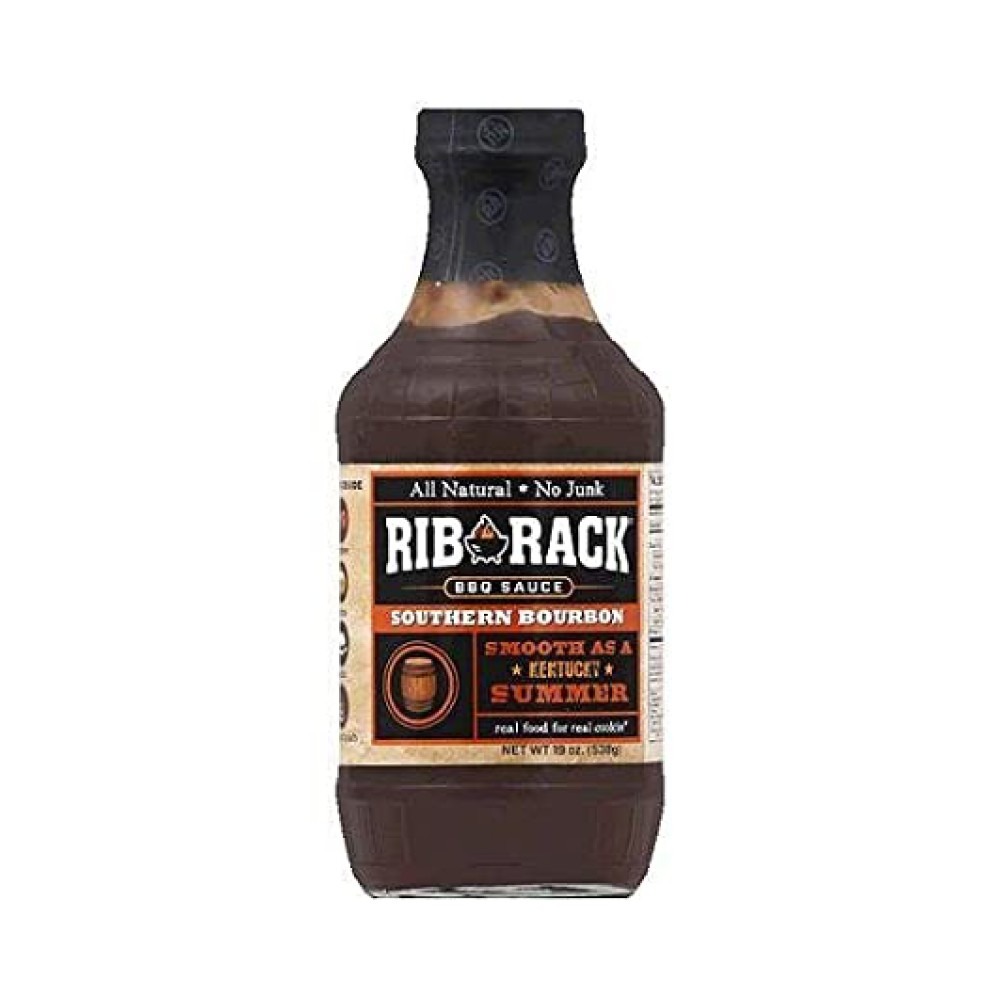 All Natural • No Junk
RIB RACK
BBQ SAUCE
SOUTHERN BOURBON
SMOOTH AS A
KENTUCKY
SUMMER
real food for real cookin'
NET WT 19 oz. (538g)